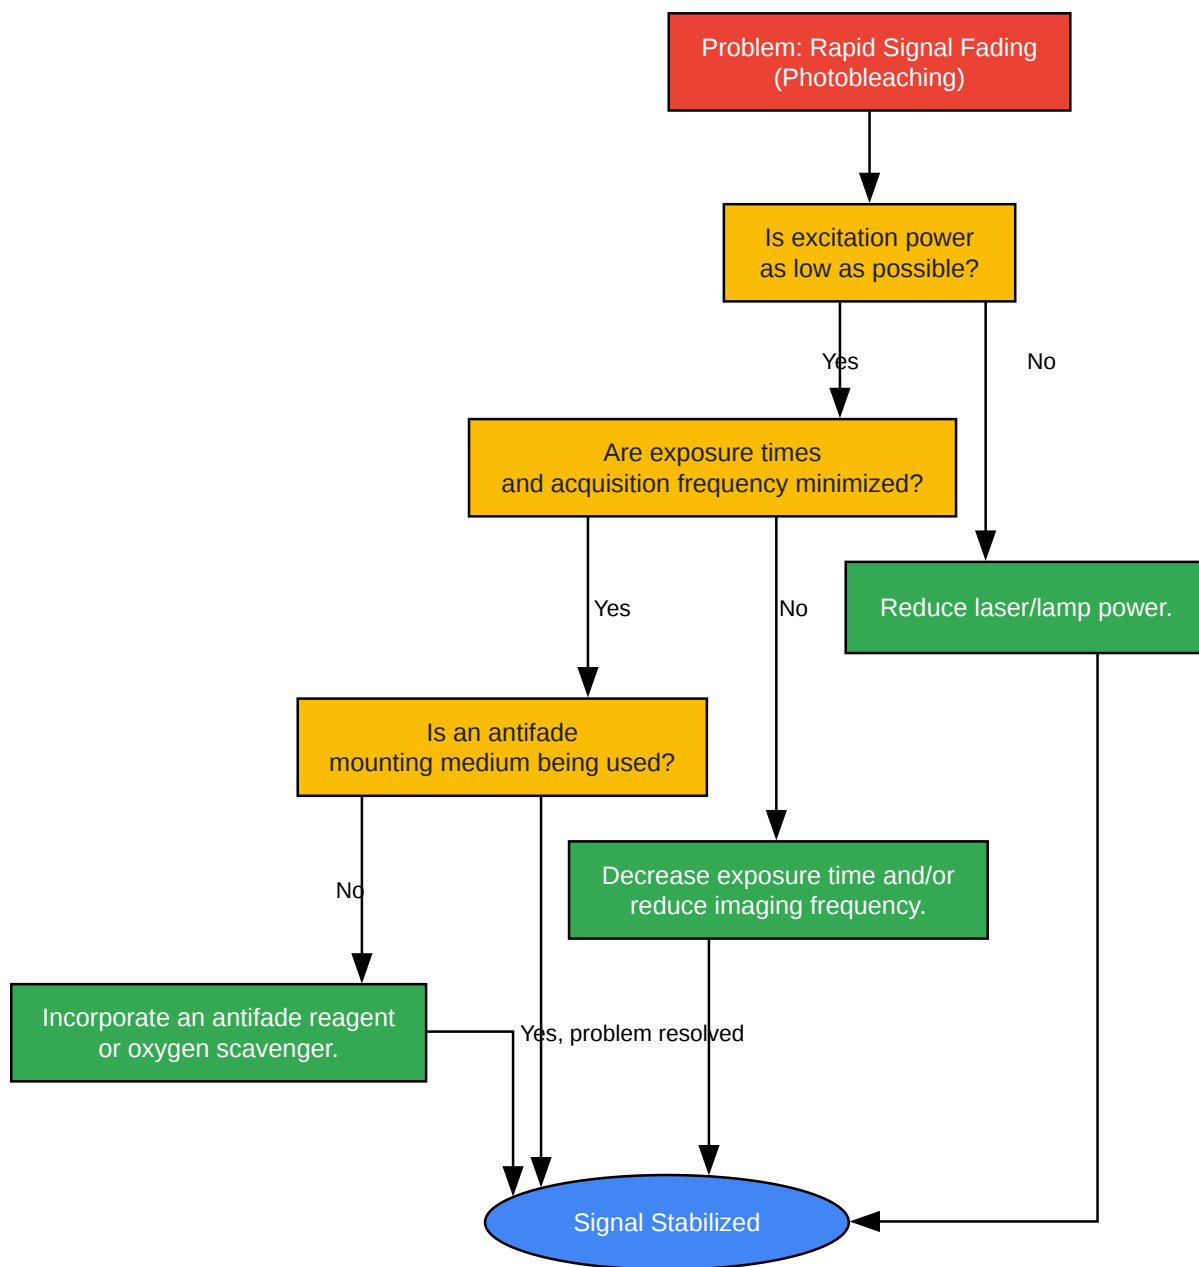 Problem: Rapid Signal Fading
(Photobleaching)
Is excitation power
as low as possible?
Yes
No
Are exposure times
and acquisition frequency minimized?
Yes
No
Reduce laser/lamp power.
Is an antifade
mounting medium being used?
No
Decrease exposure time and/or
reduce imaging frequency.
Incorporate an antifade reagent
or oxygen scavenger.
Yes, problem resolved
Signal Stabilized